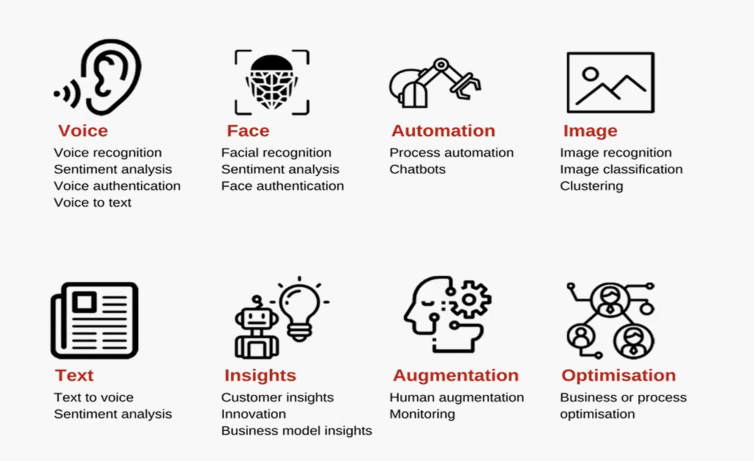 Voice
Voice recognition
Sentiment analysis
Voice authentication
Voice to text
Face
Facial recognition
Sentiment analysis
Face authentication
Automation
Process automation
Chatbots
Image
Image recognition
Image classification
Clustering
Text
Text to voice
Sentiment analysis
Insights
Customer insights
Innovation
Business model insights
Augmentation
Human augmentation
Monitoring
Optimisation
Business or process
optimisation